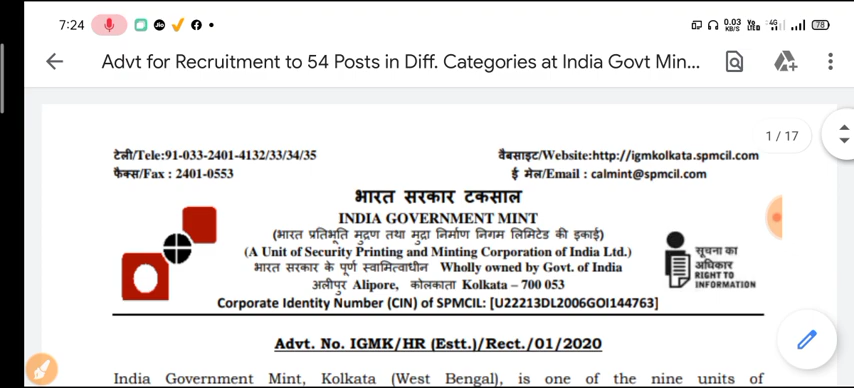 7:24
0.03 KB/S
4G
78
Advt for Recruitment to 54 Posts in Diff. Categories at India Govt Min...
1 / 17
टेली/Tele:91-033-2401-4132/33/34/35
वैबसाइट/Website:http://igmkolkata.spmcil.com
फैक्स/Fax : 2401-0553
ई मेल/Email : calmint@spmcil.com
भारत सरकार टकसाल
INDIA GOVERNMENT MINT
(भारत प्रतिभूति मुद्रण तथा मुद्रा निर्माण निगम लिमिटेड की इकाई)
(A Unit of Security Printing and Minting Corporation of India Ltd.)
भारत सरकार के पूर्ण स्वामित्वाधीन Wholly owned by Govt. of India
अलीपुर Alipore, कोलकाता Kolkata – 700 053
Corporate Identity Number (CIN) of SPMCIL: [U22213DL2006GOI144763]
सूचना का
अधिकार
RIGHT TO
INFORMATION
Advt. No. IGMK/HR (Estt.)/Rect./01/2020
India Government Mint, Kolkata (West Bengal), is one of the nine units of